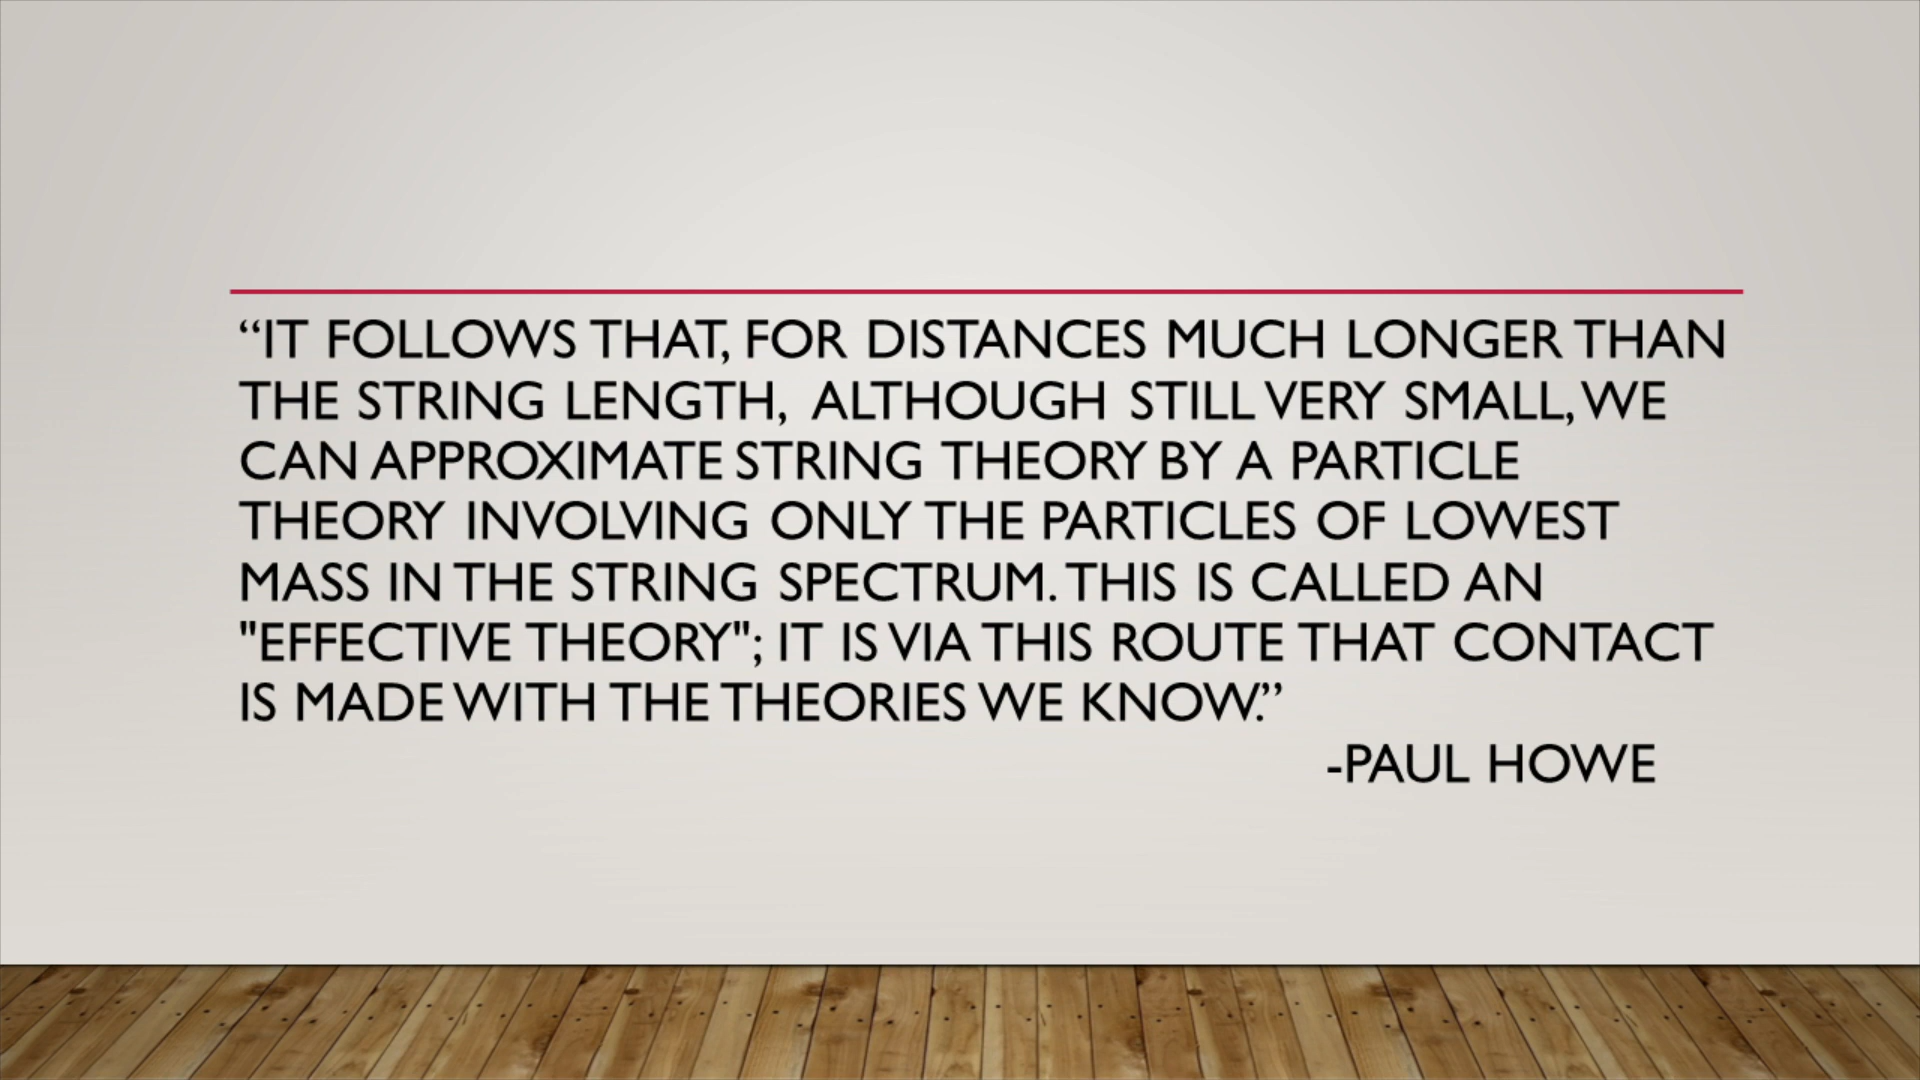 “IT FOLLOWS THAT, FOR DISTANCES MUCH LONGER THAN
THE STRING LENGTH, ALTHOUGH STILL VERY SMALL, WE
CAN APPROXIMATE STRING THEORY BY A PARTICLE
THEORY INVOLVING ONLY THE PARTICLES OF LOWEST
MASS IN THE STRING SPECTRUM. THIS IS CALLED AN
"EFFECTIVE THEORY"; IT IS VIA THIS ROUTE THAT CONTACT
IS MADE WITH THE THEORIES WE KNOW.”
-PAUL HOWE